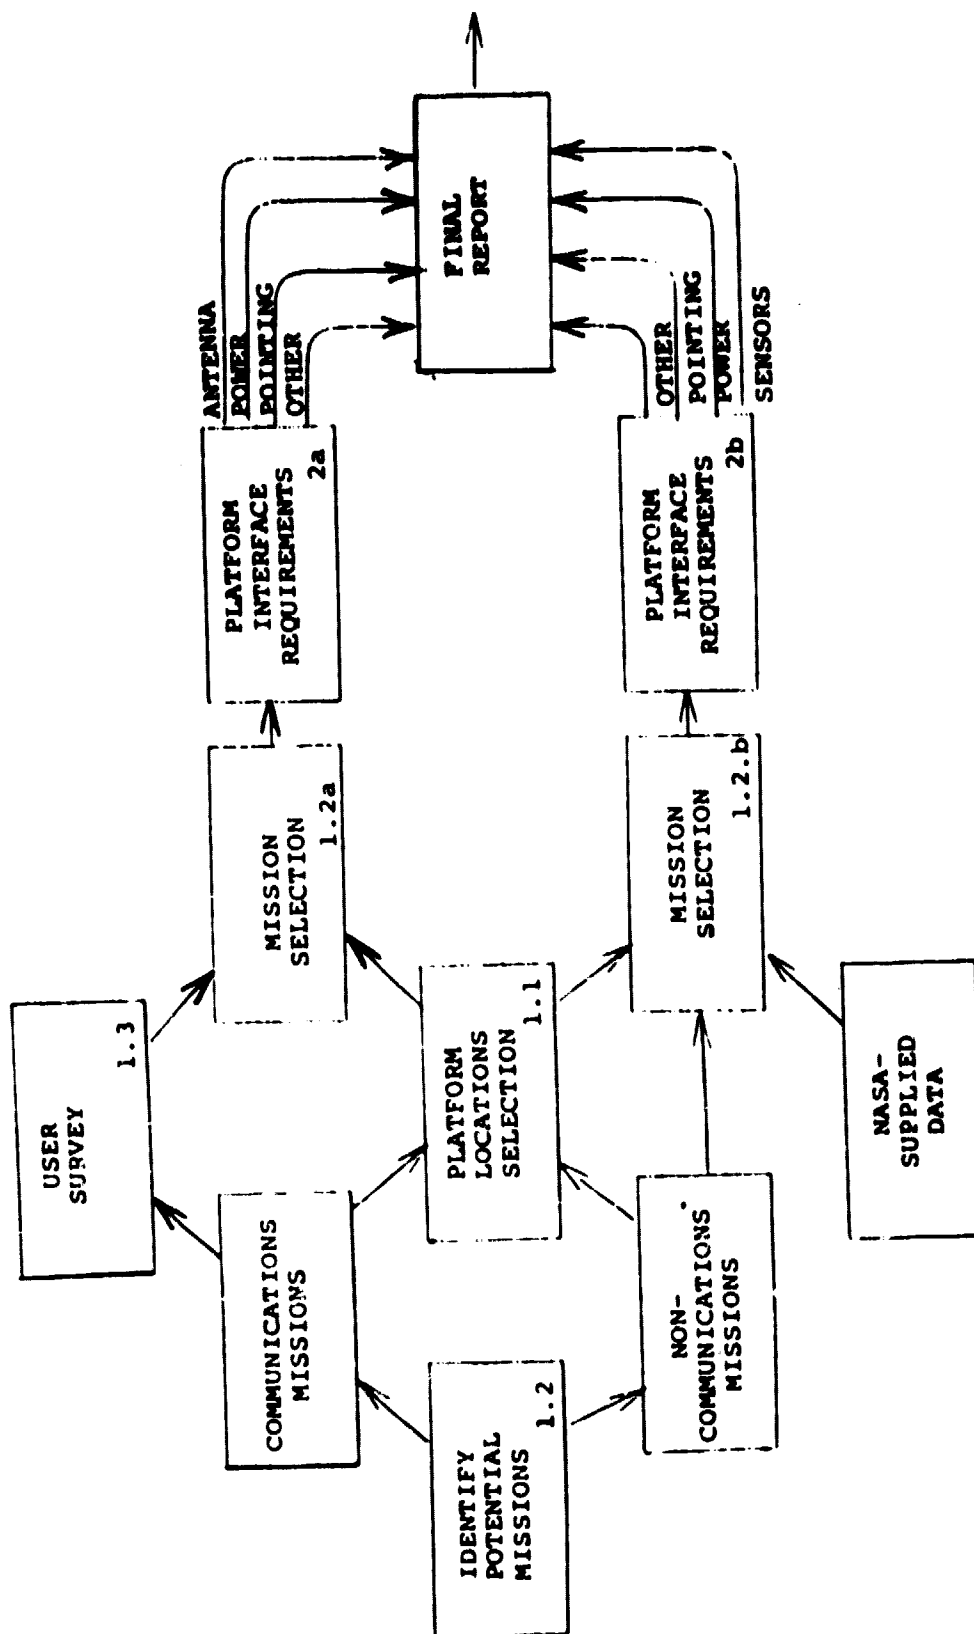 IDENTIFY
POTENTIAL
MISSIONS
1.2
COMMUNICATIONS
MISSIONS
NON-
COMMUNICATIONS
MISSIONS
USER
SURVEY
1.3
PLATFORM
LOCATIONS
SELECTION
1.1
NASA-
SUPPLIED
DATA
MISSION
SELECTION
1.2a
MISSION
SELECTION
1.2.b
PLATFORM
INTERFACE
REQUIREMENTS
2a
PLATFORM
INTERFACE
REQUIREMENTS
2b
ANTENNA
POWER
POINTING
OTHER
OTHER
POINTING
POWER
SENSORS
FINAL
REPORT